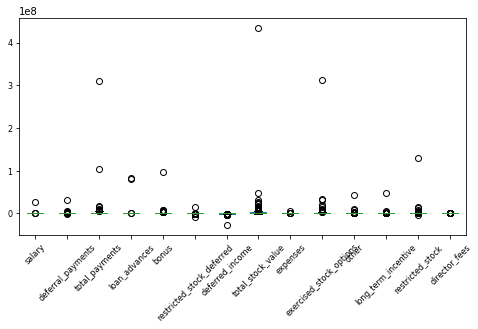 1e8
4
3
2
1
0
salary
deferral_payments
total_payments
loan_advances
bonus
restricted_stock_deferred
deferred_income
total_stock_value
expenses
exercised_stock_options
other
long_term_incentive
restricted_stock
director_fees